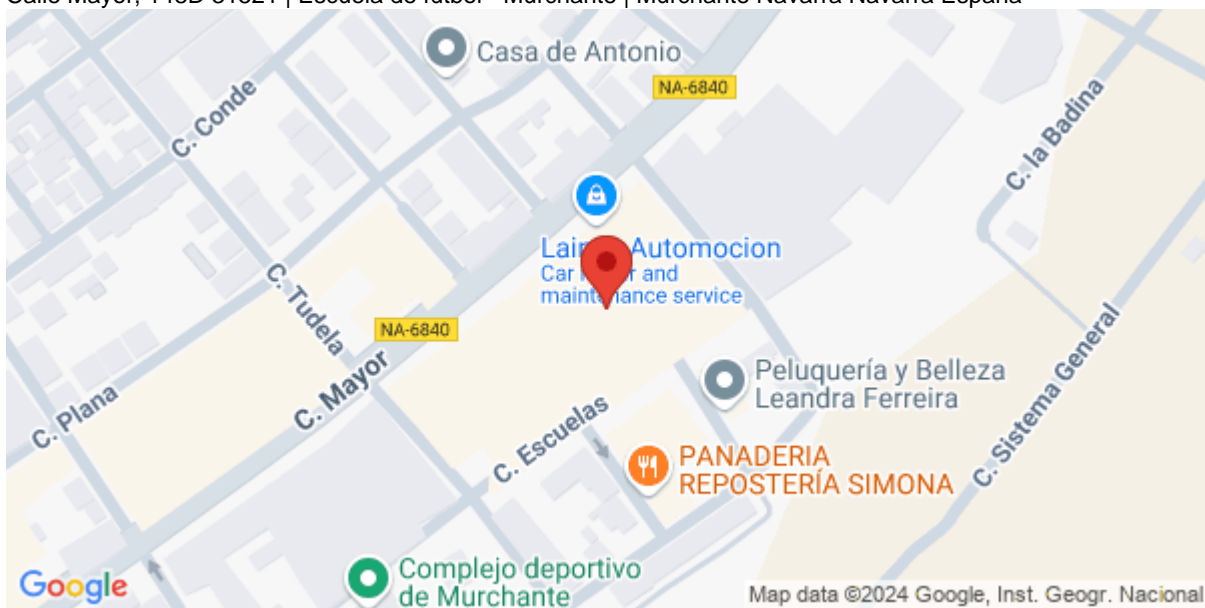 Casa de Antonio
NA-6840
C. Conde
C. la Badina
Automocion
Car
and
maintenance service
C. Tudela
NA-6840
C. Mayor
C. Plana
Peluquería y Belleza
Leandra Ferreira
C. Escuelas
C. Sistema General
PANADERIA
REPOSTERÍA SIMONA
Complejo deportivo
de Murchante
Google
Map data ©2024 Google, Inst. Geogr. Nacional